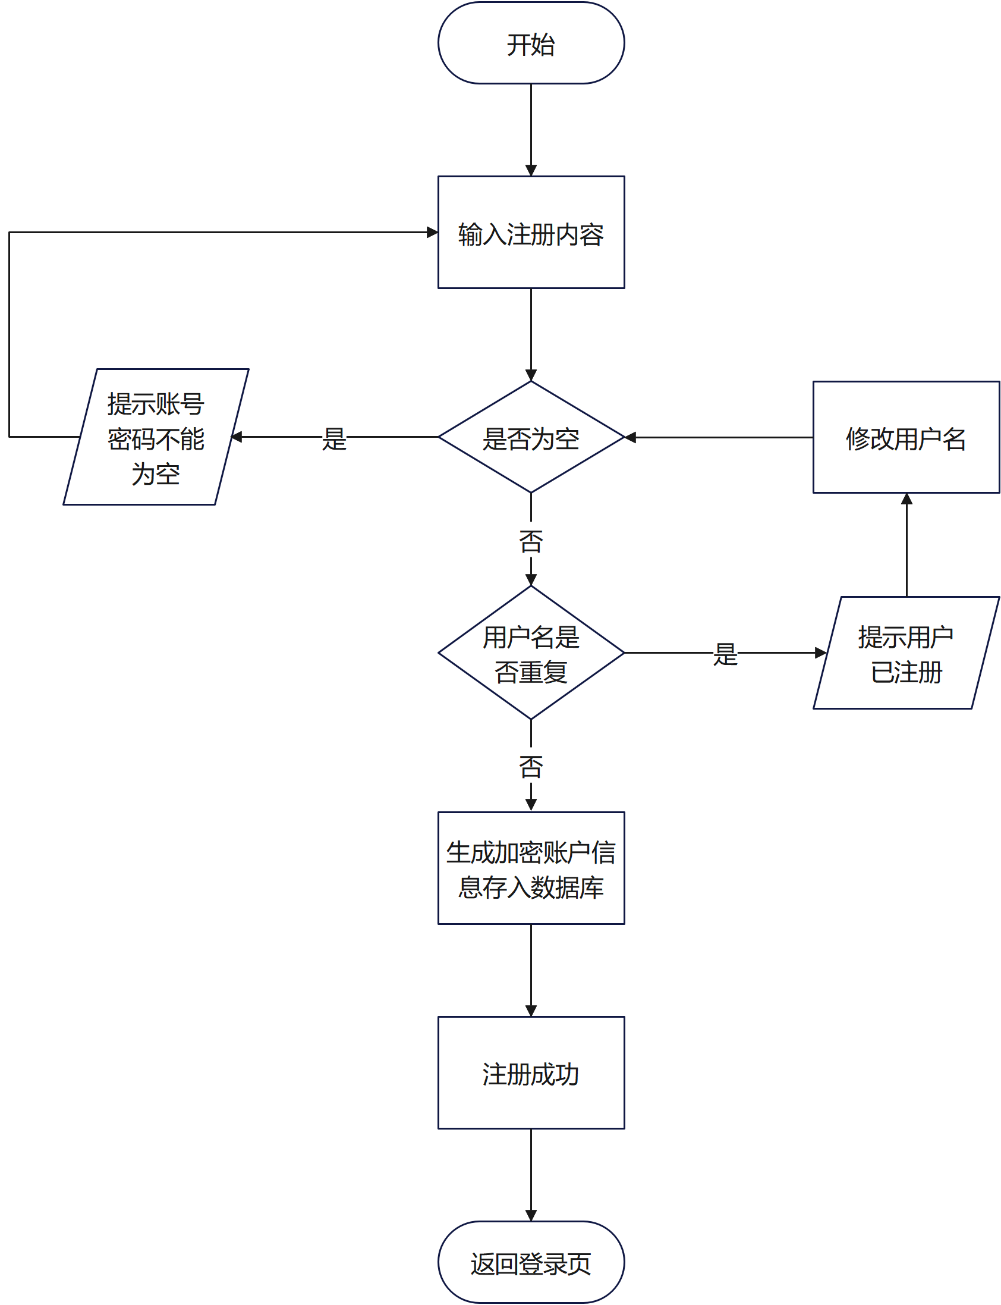 开始
输入注册内容
提示账号
密码不能
为空
是
是否为空
修改用户名
否
用户名是
否重复
是
提示用户
已注册
否
生成加密账户信
息存入数据库
注册成功
返回登录页